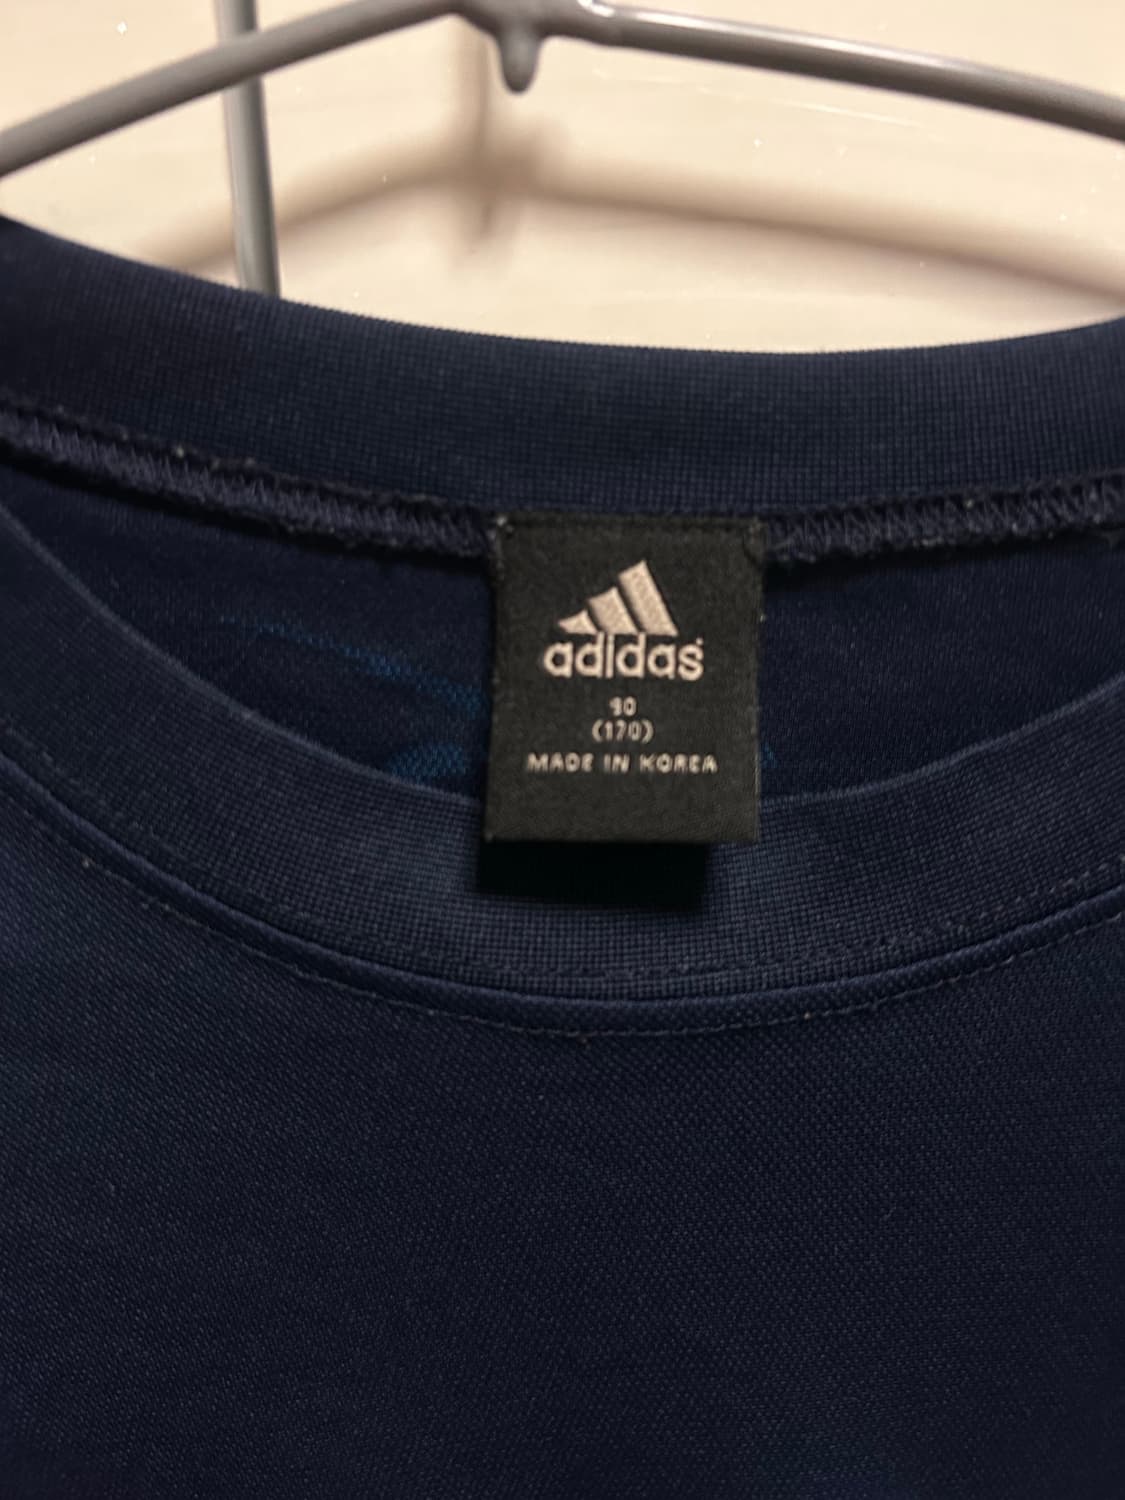 adidas
90
(170)
MADE IN KOREA